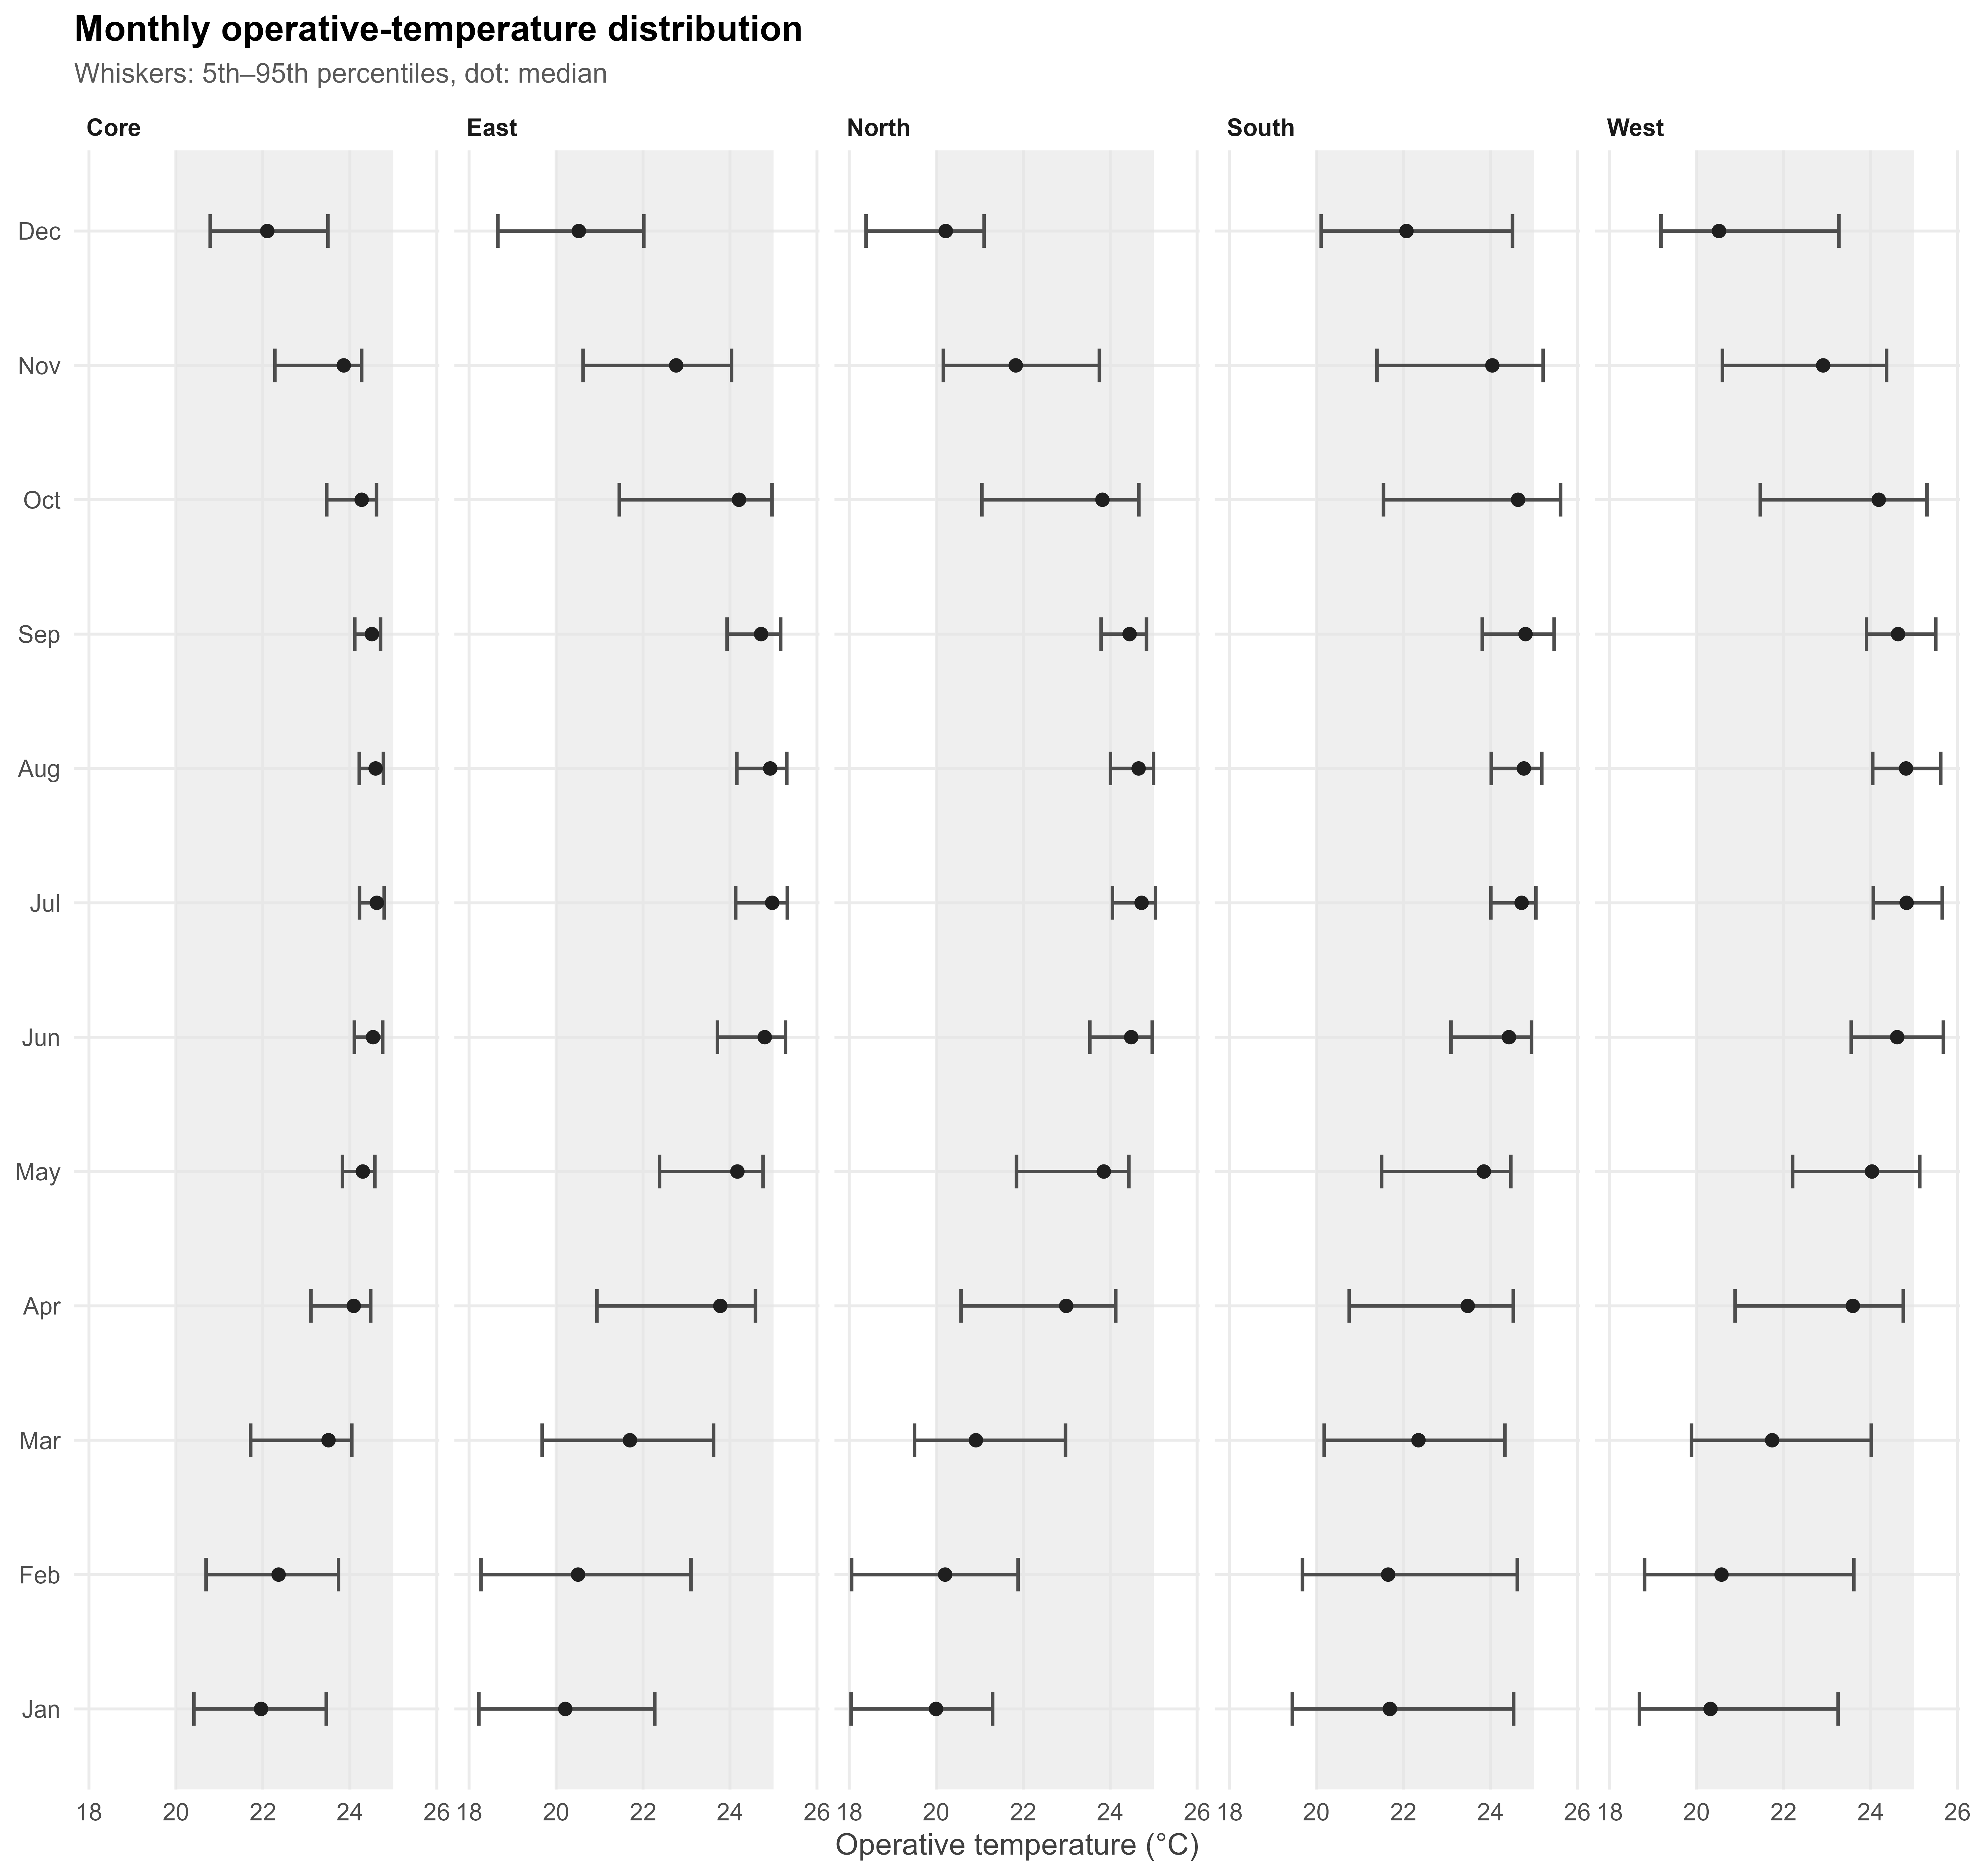 Monthly operative-temperature distribution
Whiskers: 5th–95th percentiles, dot: median
Core East North South West
Dec
Nov
Oct
Sep
Aug
Jul
Jun
May
Apr
Mar
Feb
Jan
18 20 22 24 26 18 20 22 24 26 18 20 22 24 26 18 20 22 24 26 18 20 22 24 26
Operative temperature (°C)